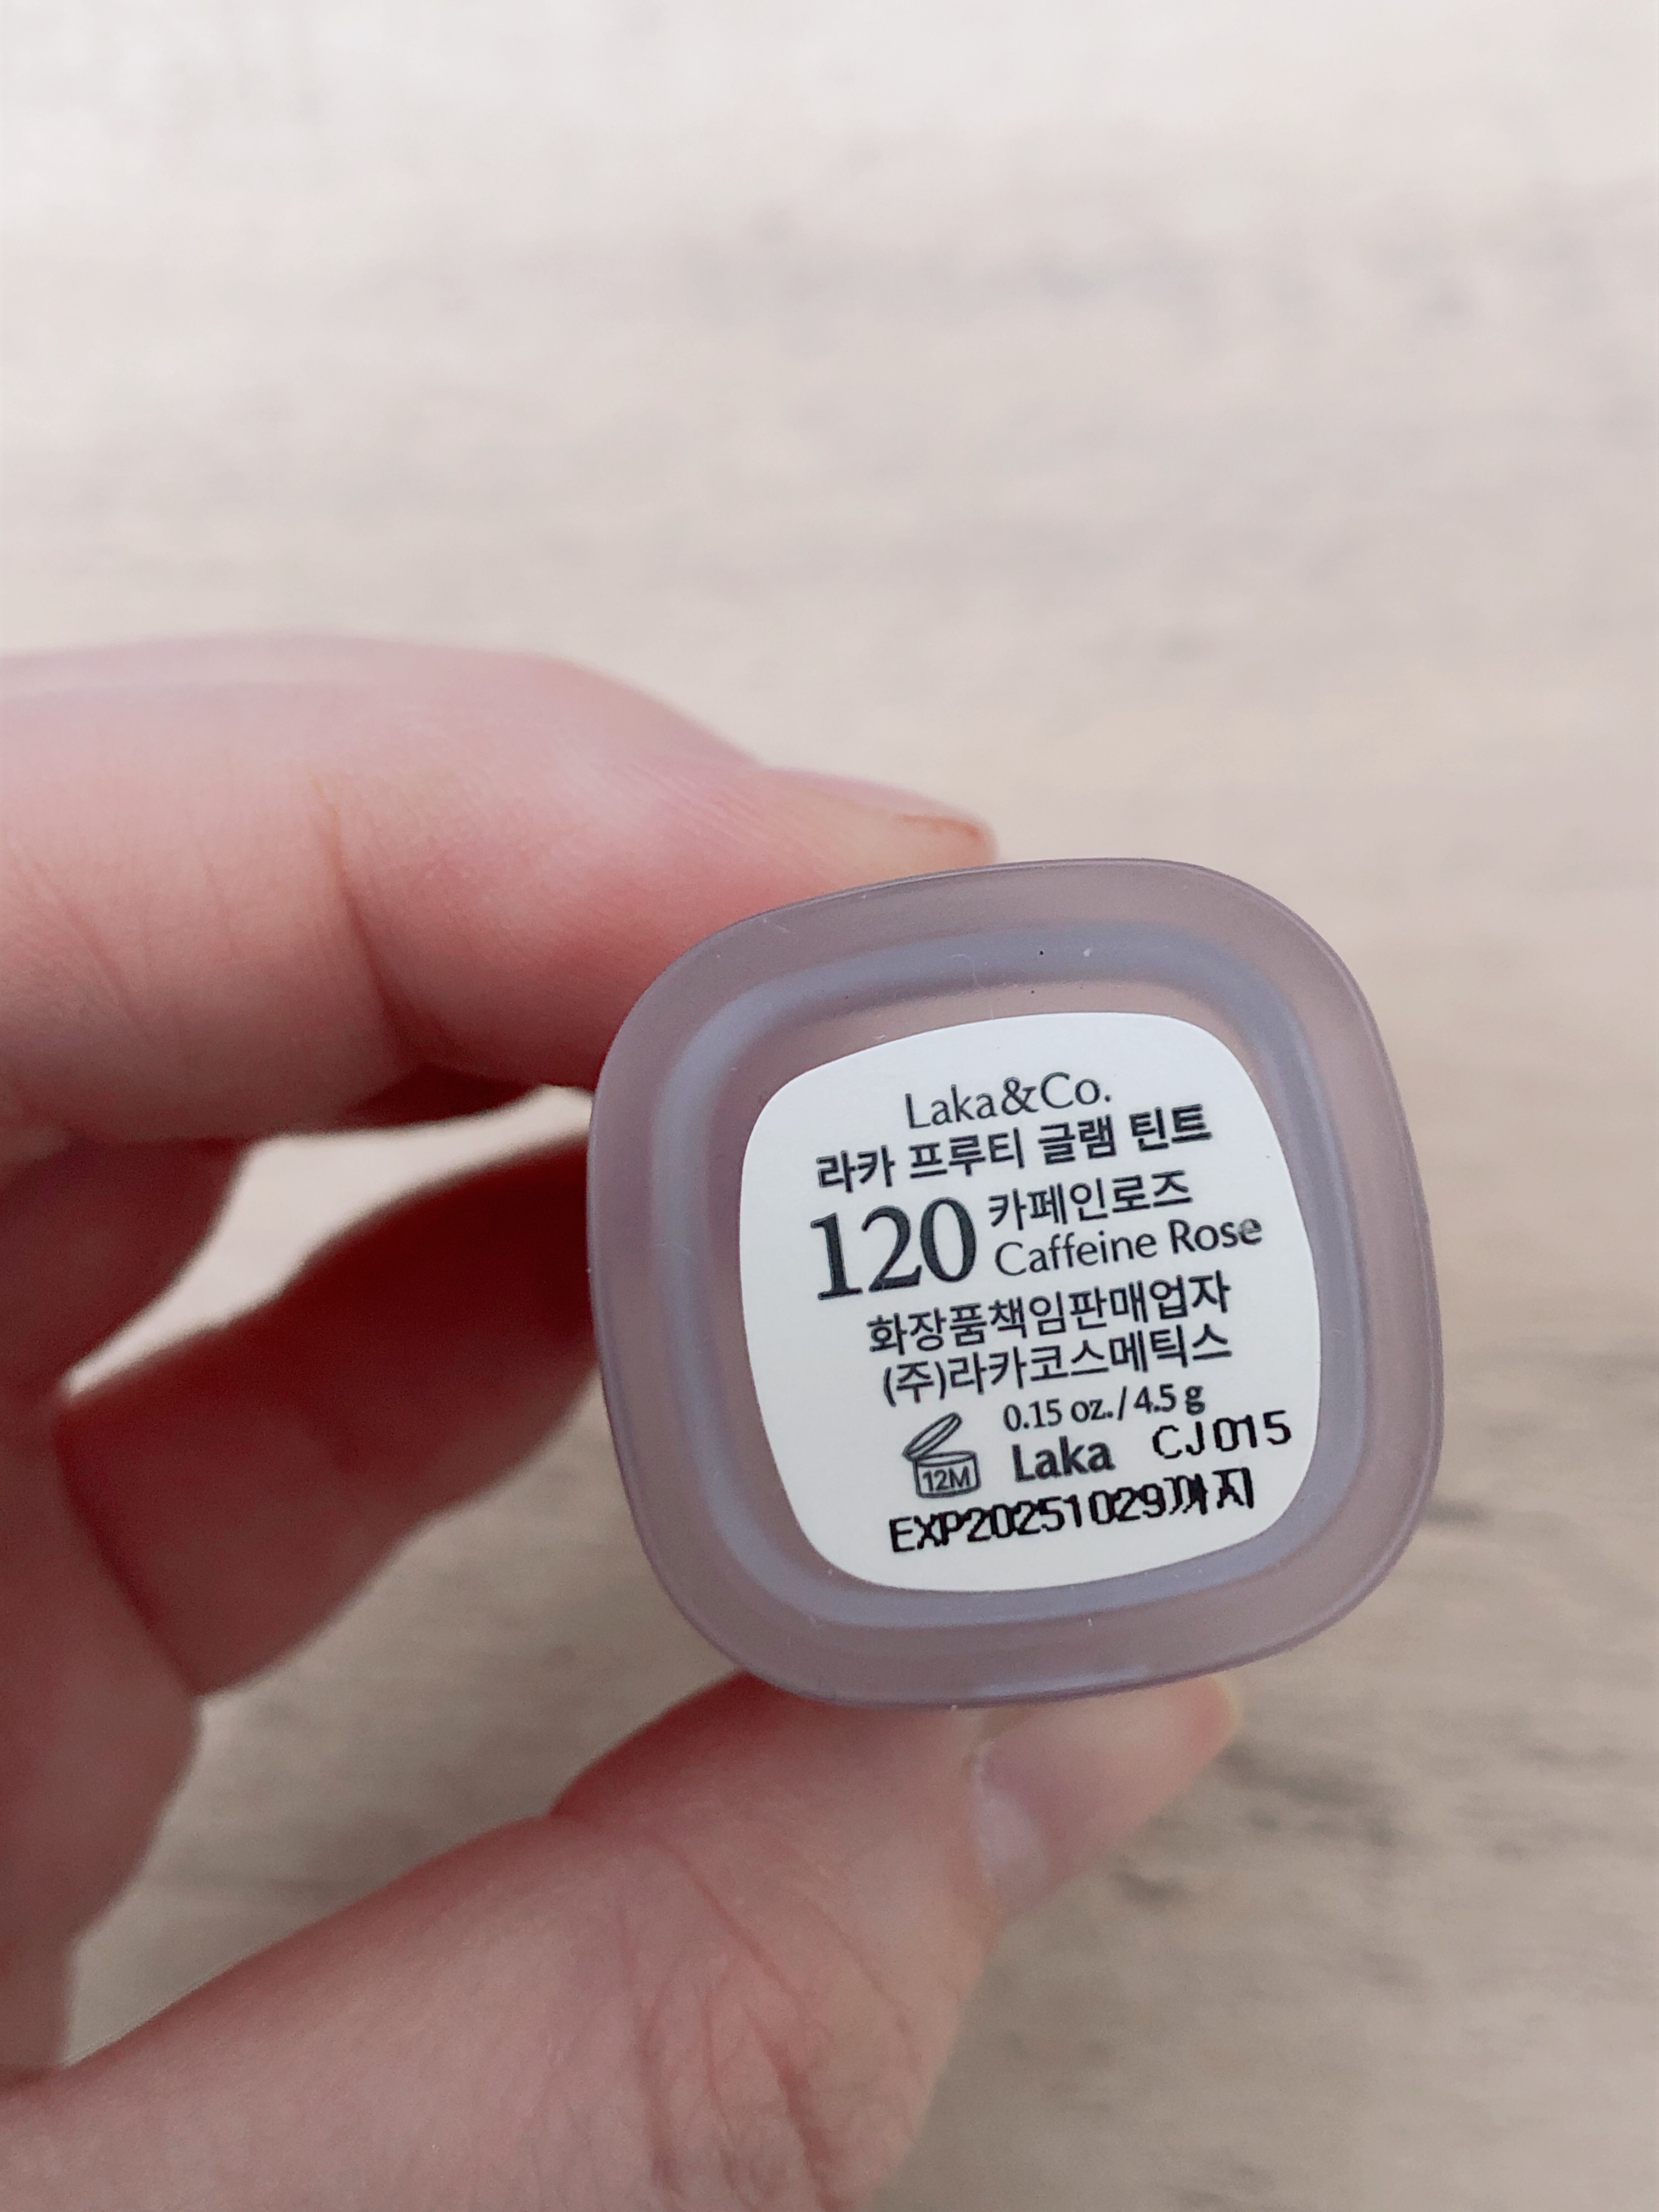 Laka&Co.
라카 프루티 글램 틴트
120 카페인로즈
Caffeine Rose
화장품책임판매업자
(주)라카코스메틱스
0.15 oz. / 4.5 g
12M Laka CJ015
EXP20251029까지